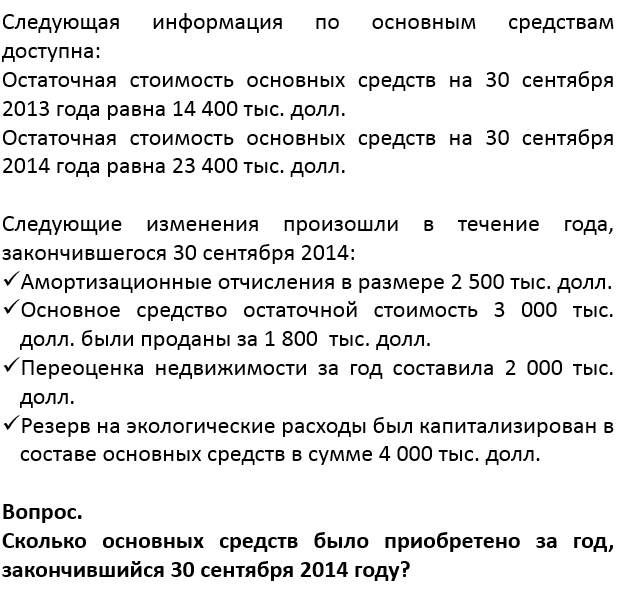 Следующая информация по основным средствам
доступна:
Остаточная стоимость основных средств на 30 сентября
2013 года равна 14 400 тыс. долл.
Остаточная стоимость основных средств на 30 сентября
2014 года равна 23 400 тыс. долл.
Следующие изменения произошли в течение года,
закончившегося 30 сентября 2014:
✓Амортизационные отчисления в размере 2 500 тыс. долл.
✓Основное средство остаточной стоимость 3 000 тыс.
долл. были проданы за 1 800 тыс. долл.
✓Переоценка недвижимости за год составила 2 000 тыс.
долл.
✓Резерв на экологические расходы был капитализирован в
составе основных средств в сумме 4 000 тыс. долл.
Вопрос.
Сколько основных средств было приобретено за год,
закончившийся 30 сентября 2014 году?